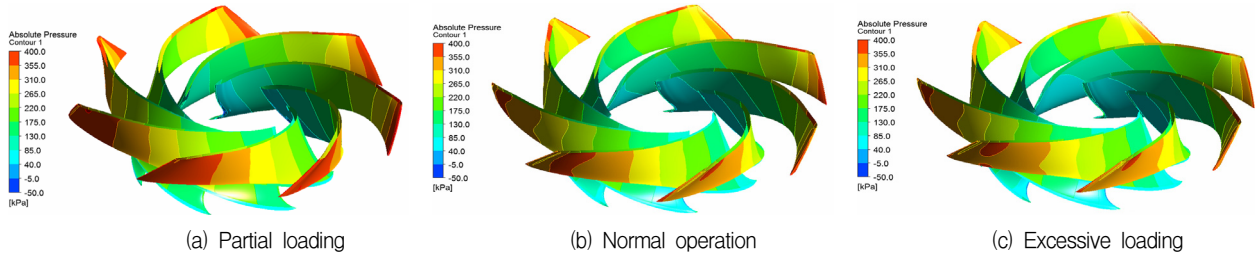 Absolute Pressure
Contour 1
400.0
355.0
310.0
265.0
220.0
175.0
130.0
85.0
40.0
-5.0
-50.0
[kPa]
(a) Partial loading
Absolute Pressure
Contour 1
400.0
355.0
310.0
265.0
220.0
175.0
130.0
85.0
40.0
-5.0
-50.0
[kPa]
(b) Normal operation
Absolute Pressure
Contour 1
400.0
355.0
310.0
265.0
220.0
175.0
130.0
85.0
40.0
-5.0
-50.0
[kPa]
(c) Excessive loading